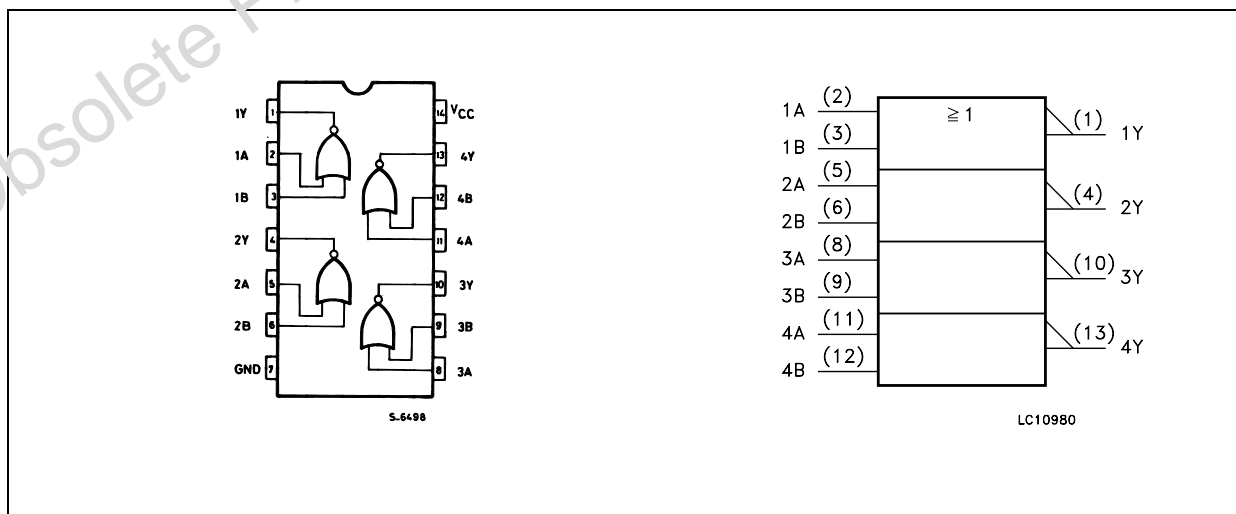 obsolete P
1Y 1 14 VCC
1A 2 13 4Y
1B 3 12 4B
2Y 4 11 4A
2A 5 10 3Y
2B 6 9 3B
GND 7 8 3A
S-6498
≧1
1A (2) (1) 1Y
1B (3)
2A (5) (4) 2Y
2B (6)
3A (8) (10) 3Y
3B (9)
4A (11) (13) 4Y
4B (12)
LC10980